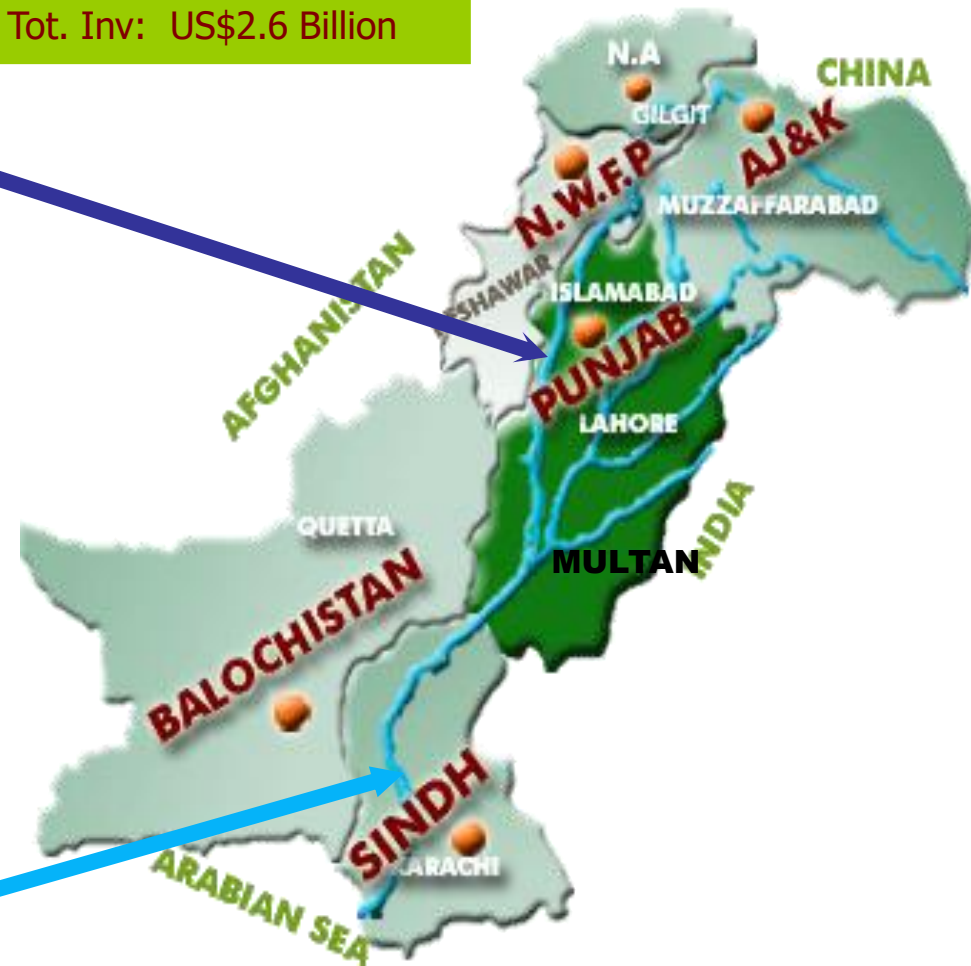 Tot. Inv: US$2.6 Billion
N.A
CHINA
GILGIT
AJ&K
N.W.F.P
MUZZAFFARABAD
AFGHANISTAN
ISLAMABAD
PUNJAB
LAHORE
INDIA
QUETTA
MULTAN
BALOCHISTAN
SINDH
ARABIAN SEA